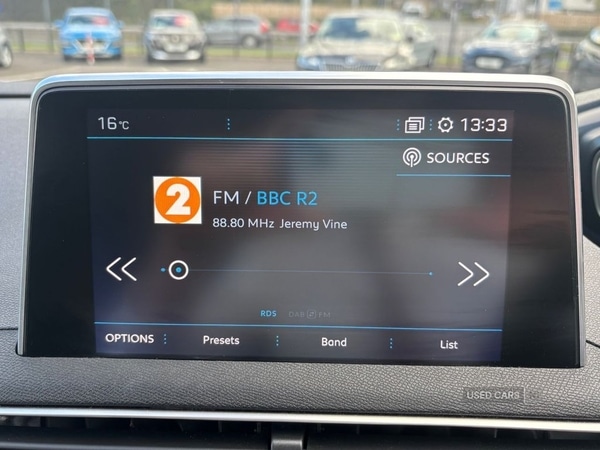 16°C
13:33
SOURCES
2
FM / BBC R2
88.80 MHz Jeremy Vine
RDS DAB FM
OPTIONS Presets Band List
USED CARS